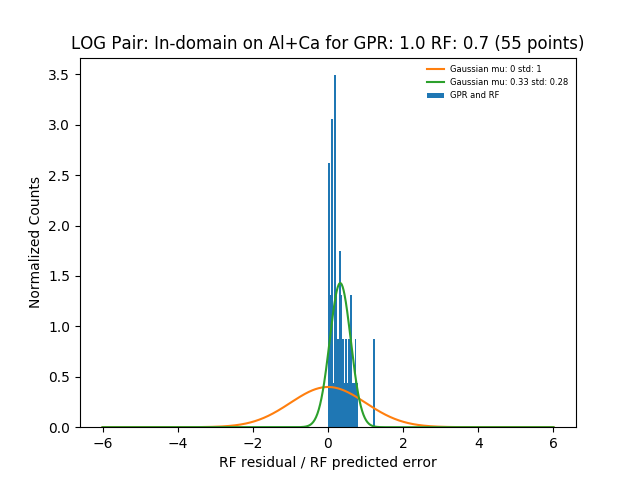 LOG Pair: In-domain on Al+Ca for GPR: 1.0 RF: 0.7 (55 points)
Gaussian mu: 0 std: 1
Gaussian mu: 0.33 std: 0.28
GPR and RF
Normalized Counts
3.5
3.0
2.5
2.0
1.5
1.0
0.5
0.0
−6
−4
−2
0
2
4
6
RF residual / RF predicted error